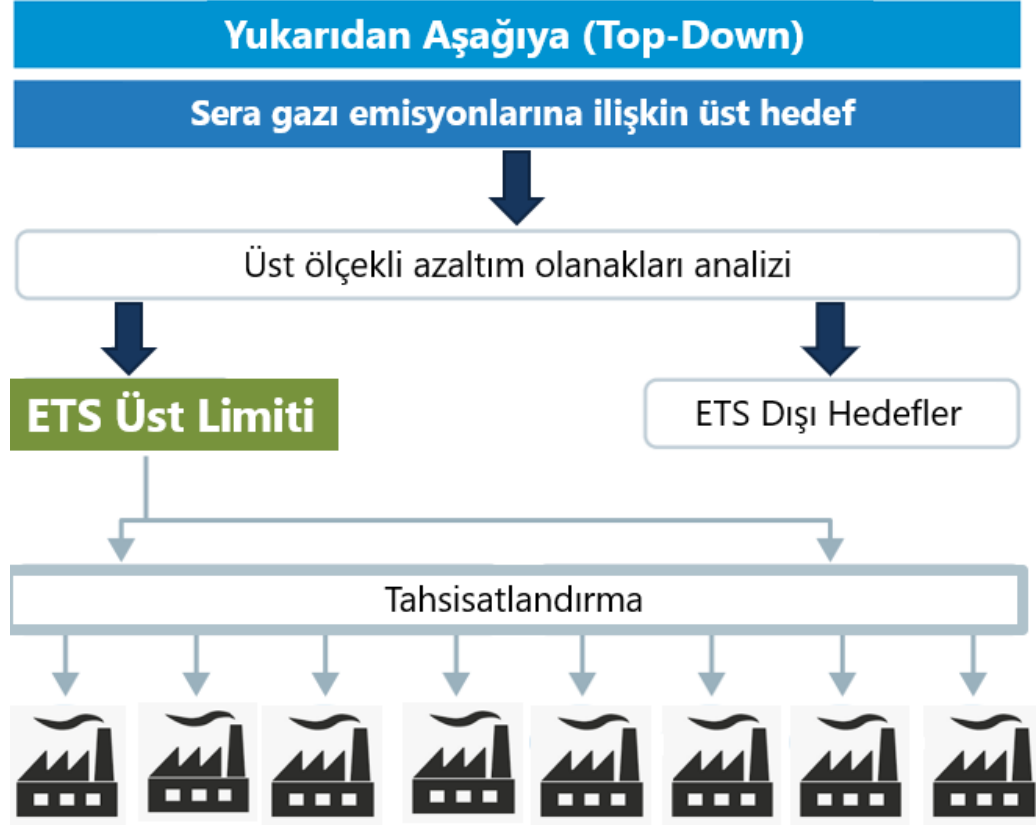 Yukarıdan Aşağıya (Top-Down)
Sera gazı emisyonlarına ilişkin üst hedef
Üst ölçekli azaltım olanakları analizi
ETS Üst Limiti
ETS Dışı Hedefler
Tahsisatlandırma